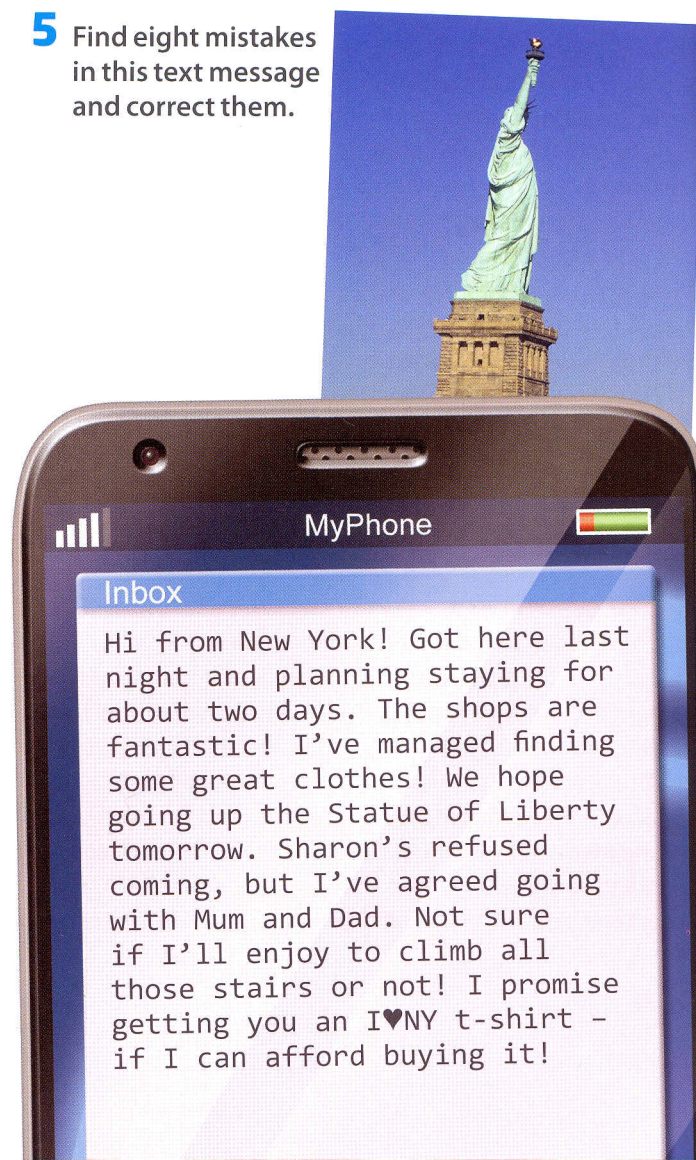 5 Find eight mistakes
in this text message
and correct them.
MyPhone
Inbox
Hi from New York! Got here last
night and planning staying for
about two days. The shops are
fantastic! I’ve managed finding
some great clothes! We hope
going up the Statue of Liberty
tomorrow. Sharon’s refused
coming, but I’ve agreed going
with Mum and Dad. Not sure
if I’ll enjoy to climb all
those stairs or not! I promise
getting you an I♥NY t-shirt –
if I can afford buying it!